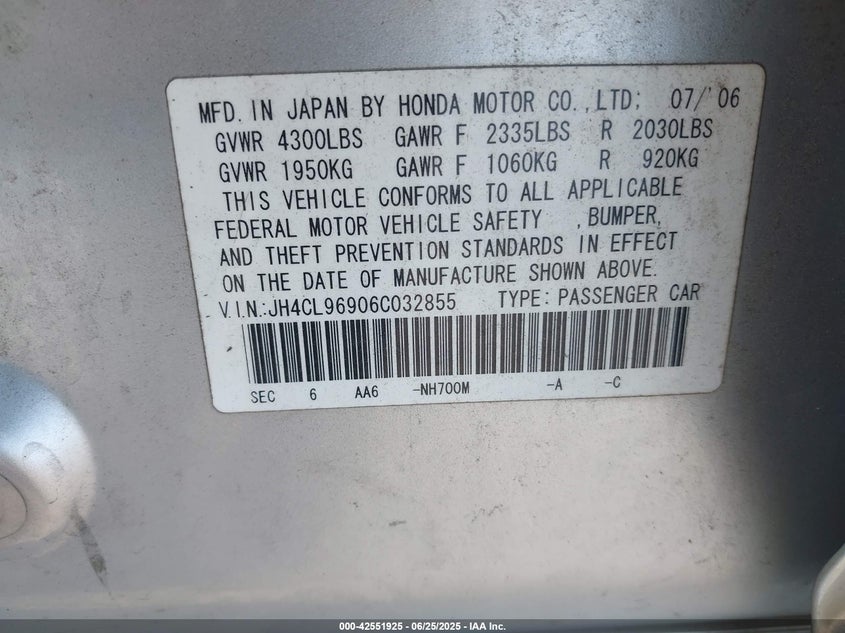 MFD. IN JAPAN BY HONDA MOTOR CO., LTD; 07/'06
GVWR 4300LBS GAWR F 2335LBS R 2030LBS
GVWR 1950KG GAWR F 1060KG R 920KG
THIS VEHICLE CONFORMS TO ALL APPLICABLE
FEDERAL MOTOR VEHICLE SAFETY , BUMPER,
AND THEFT PREVENTION STANDARDS IN EFFECT
ON THE DATE OF MANUFACTURE SHOWN ABOVE.
V.I.N.:JH4CL96906C032855 TYPE: PASSENGER CAR
SEC 6 AA6 -NH700M -A -C
000-42551925 - 06/25/2025 - IAA Inc.